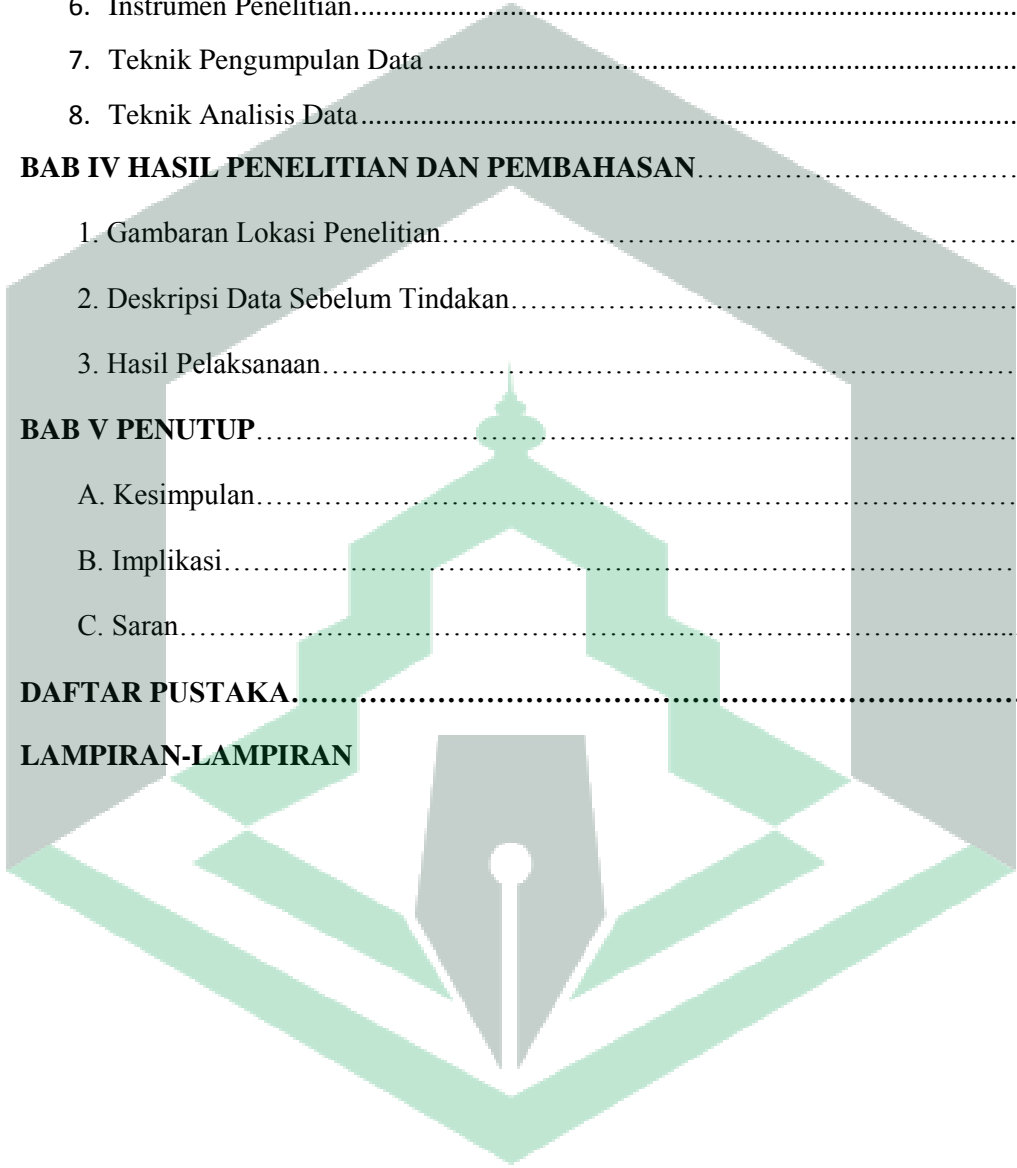 6. Instrumen Penelitian........................................................................................
7. Teknik Pengumpulan Data ..............................................................................
8. Teknik Analisis Data.......................................................................................
BAB IV HASIL PENELITIAN DAN PEMBAHASAN……………………………
1. Gambaran Lokasi Penelitian…………………………………………………
2. Deskripsi Data Sebelum Tindakan……………………………………………
3. Hasil Pelaksanaan……………………………………………………………
BAB V PENUTUP……………………………………………………………………
A. Kesimpulan……………………………………………………………………
B. Implikasi………………………………………………………………………
C. Saran……………………………………………………………………......
DAFTAR PUSTAKA…………………………………………………………………
LAMPIRAN-LAMPIRAN